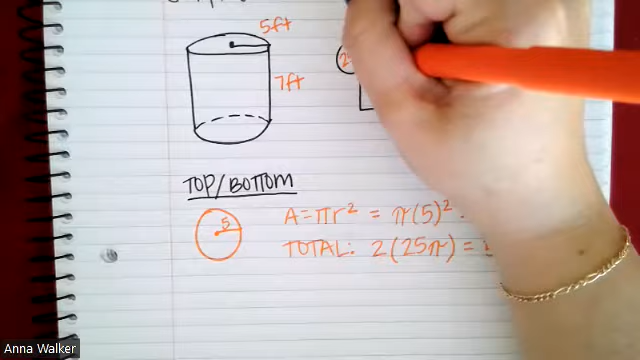 5ft
7ft
TOP/BOTTOM
5
A=πr² = π(5)²
TOTAL: 2(25π) =
Anna Walker